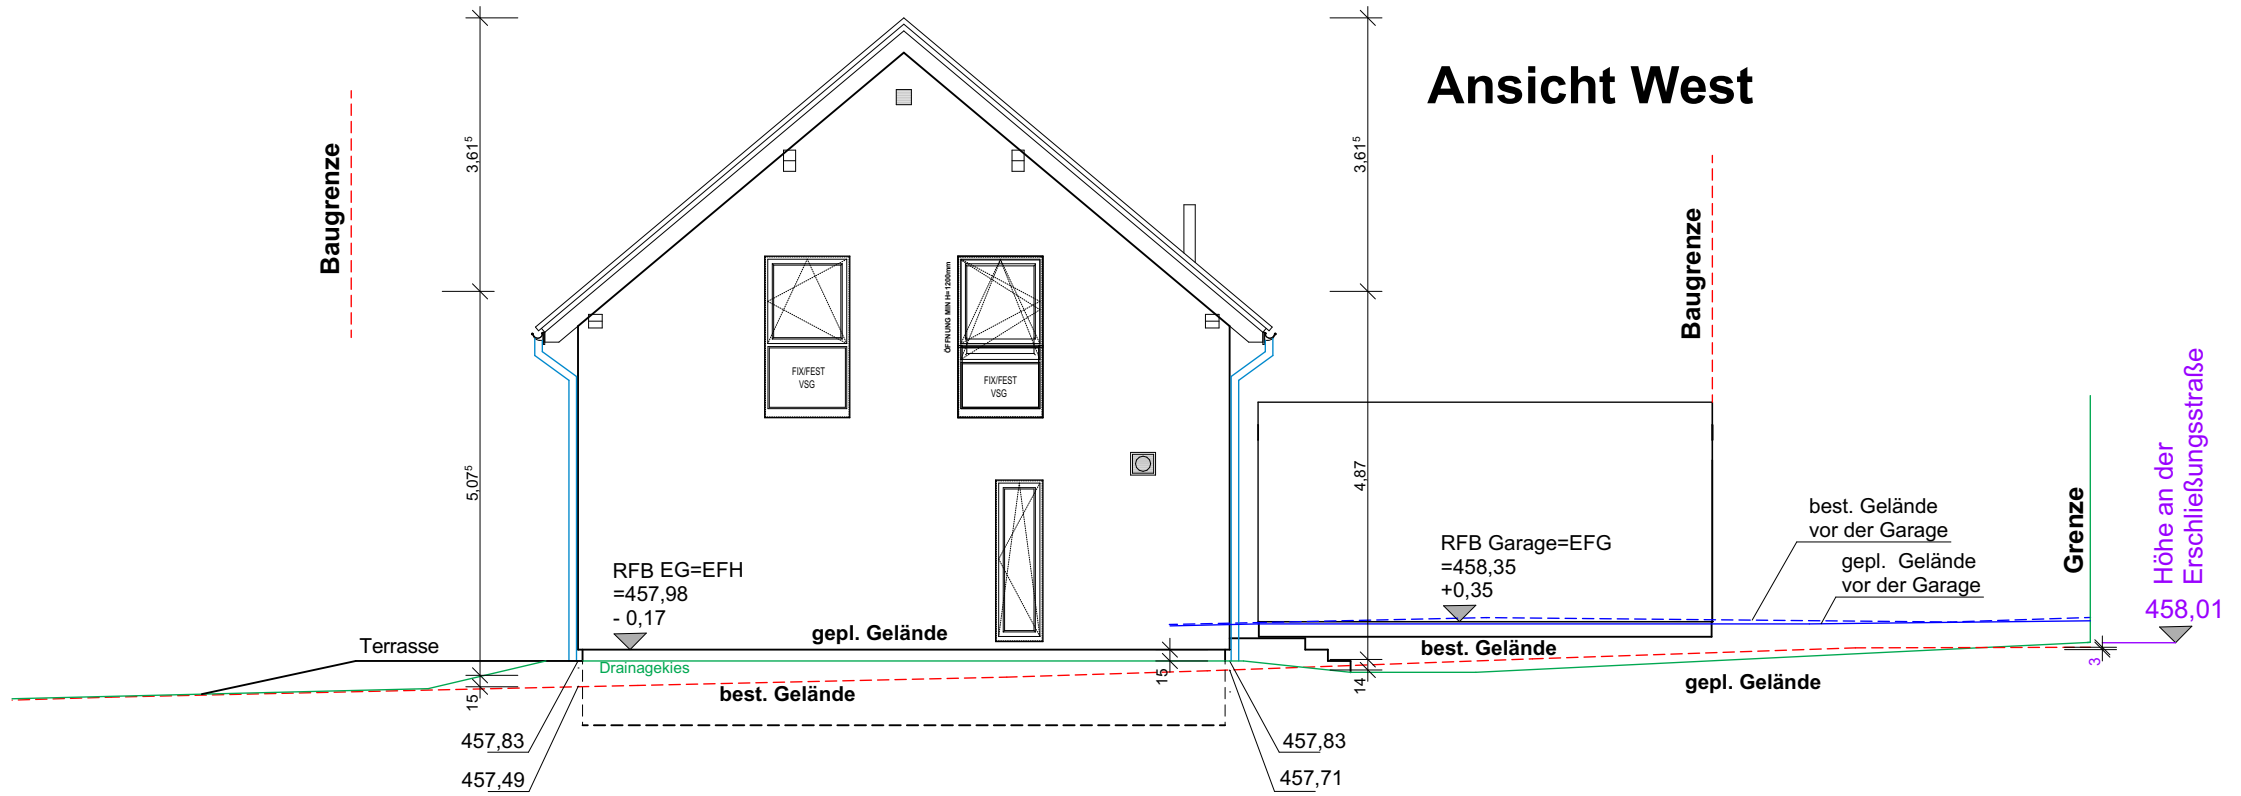 Ansicht West
3,61⁵
3,61⁵
Baugrenze
Baugrenze
ÖFFNUNG MIN H=1200mm
FIX/FEST
VSG
FIX/FEST
VSG
5,07⁵
4,87
Höhe an der
Erschließungsstraße
458,01
Grenze
best. Gelände
vor der Garage
gepl. Gelände
vor der Garage
RFB Garage=EFG
=458,35
+0,35
RFB EG=EFH
=457,98
- 0,17
gepl. Gelände
Terrasse
Drainagekies
best. Gelände
best. Gelände
gepl. Gelände
15
15
14
3
457,83
457,49
457,83
457,71